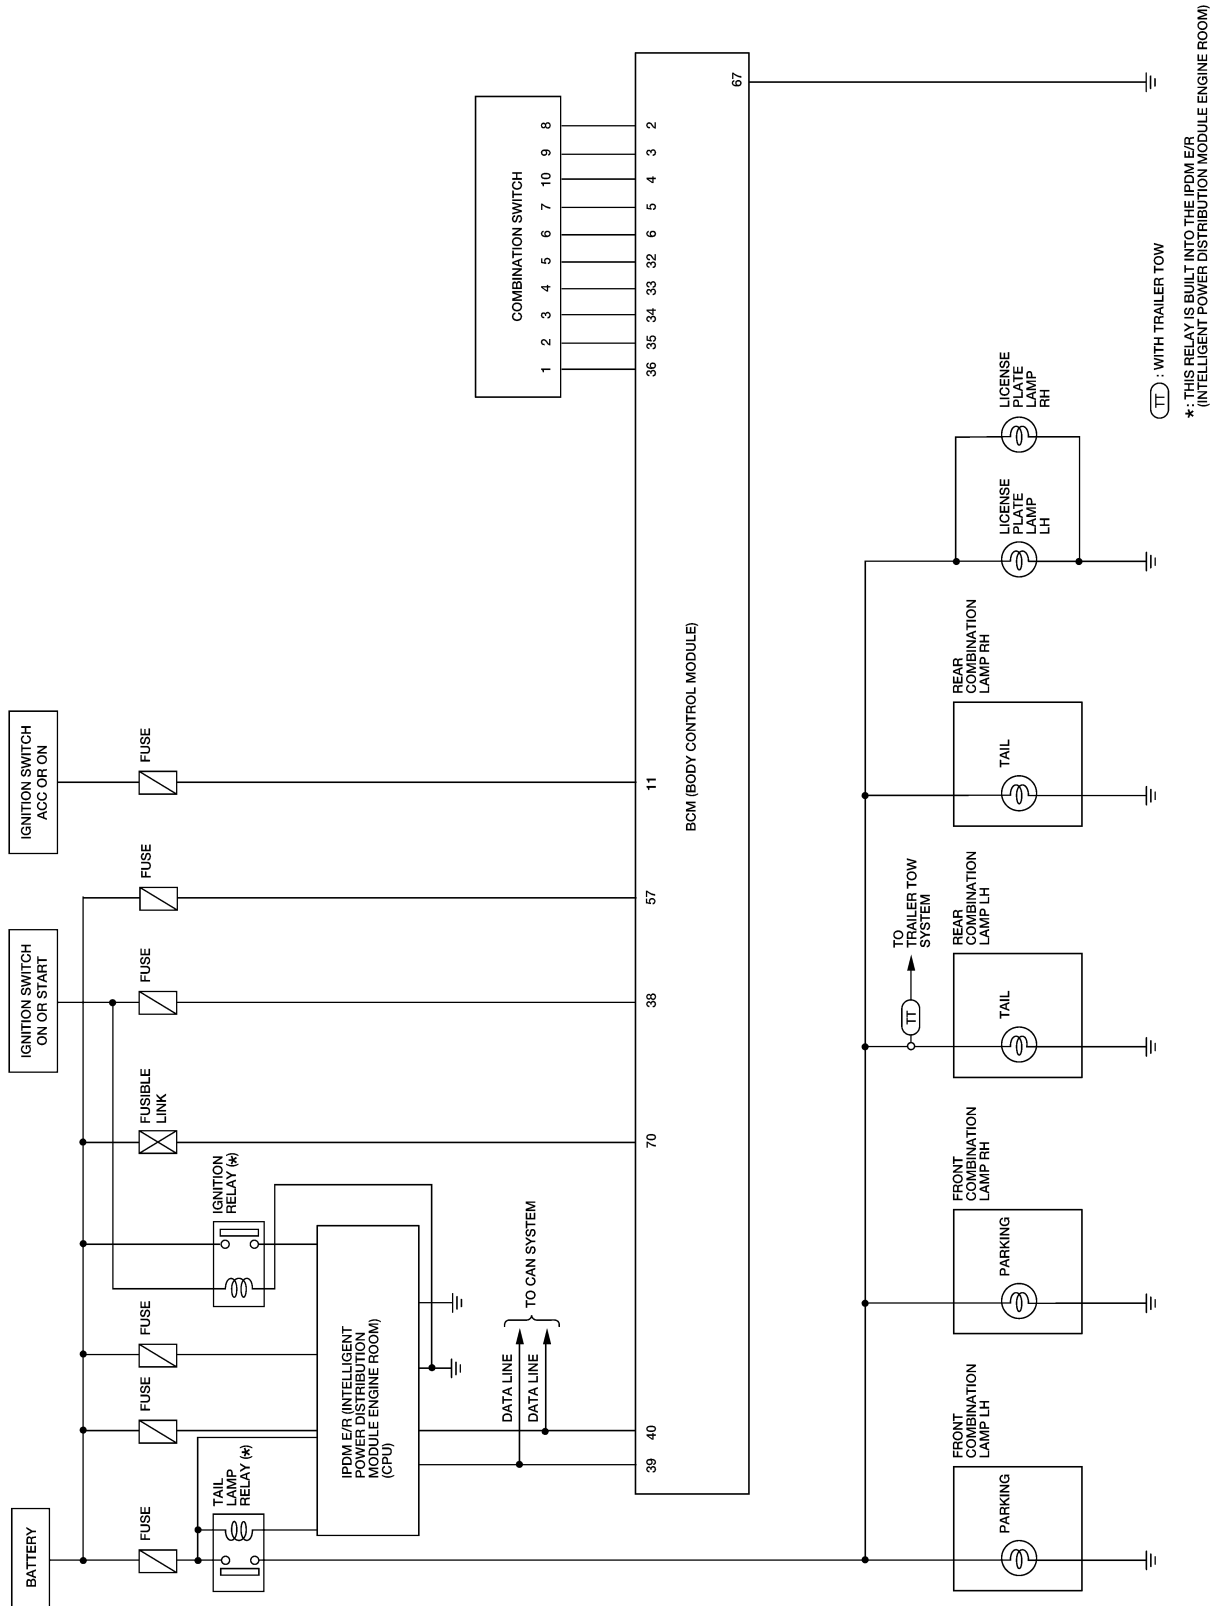 BATTERY
IGNITION SWITCH
ON OR START
IGNITION SWITCH
ACC OR ON
FUSE
FUSE
FUSE
FUSIBLE
LINK
FUSE
FUSE
FUSE
TAIL
LAMP
RELAY (*)
IGNITION
RELAY (*)
IPDM E/R (INTELLIGENT
POWER DISTRIBUTION
MODULE ENGINE ROOM)
(CPU)
COMBINATION SWITCH
1 2 3 4 5 6 7 10 9 8
DATA LINE
DATA LINE
TO CAN SYSTEM
39 40 70 38 57 11 36 35 34 33 32 6 5 4 3 2 67
BCM (BODY CONTROL MODULE)
TO
TRAILER TOW
SYSTEM
TT
FRONT
COMBINATION
LAMP LH
PARKING
FRONT
COMBINATION
LAMP RH
PARKING
REAR
COMBINATION
LAMP LH
TAIL
REAR
COMBINATION
LAMP RH
TAIL
LICENSE
PLATE
LAMP
LH
LICENSE
PLATE
LAMP
RH
TT : WITH TRAILER TOW
*: THIS RELAY IS BUILT INTO THE IPDM E/R
(INTELLIGENT POWER DISTRIBUTION MODULE ENGINE ROOM)